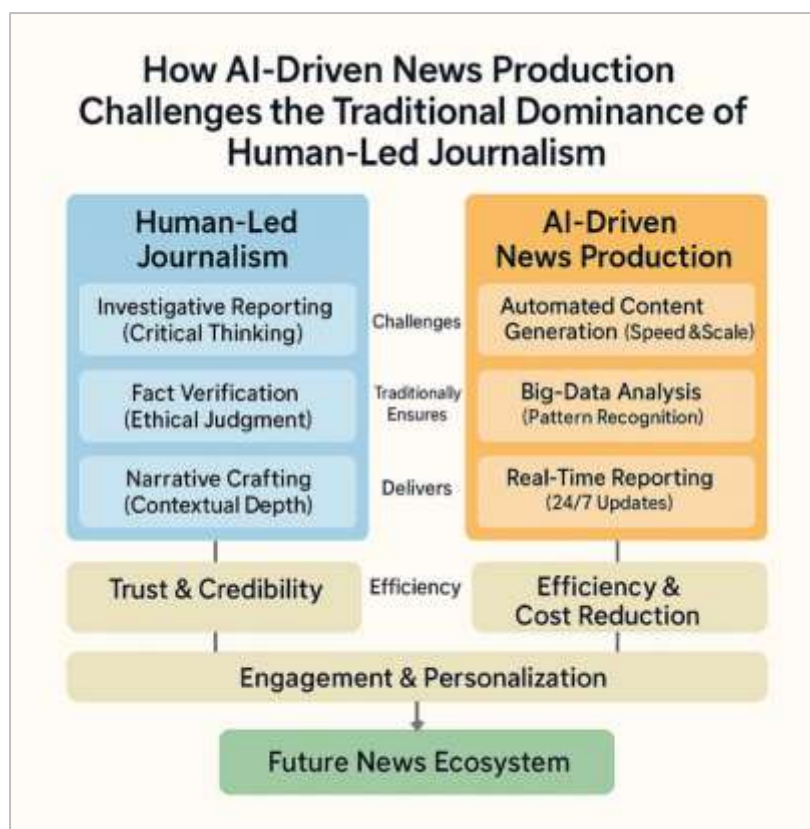 How AI-Driven News Production
Challenges the Traditional Dominance of
Human-Led Journalism
Human-Led
Journalism
Investigative Reporting
(Critical Thinking)
Fact Verification
(Ethical Judgment)
Narrative Crafting
(Contextual Depth)
Challenges
Traditionally
Ensures
Delivers
AI-Driven
News Production
Automated Content
Generation (Speed &Scale)
Big-Data Analysis
(Pattern Recognition)
Real-Time Reporting
(24/7 Updates)
Trust & Credibility
Efficiency
Efficiency &
Cost Reduction
Engagement & Personalization
Future News Ecosystem